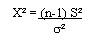 X² = (n-1) S²
σ²